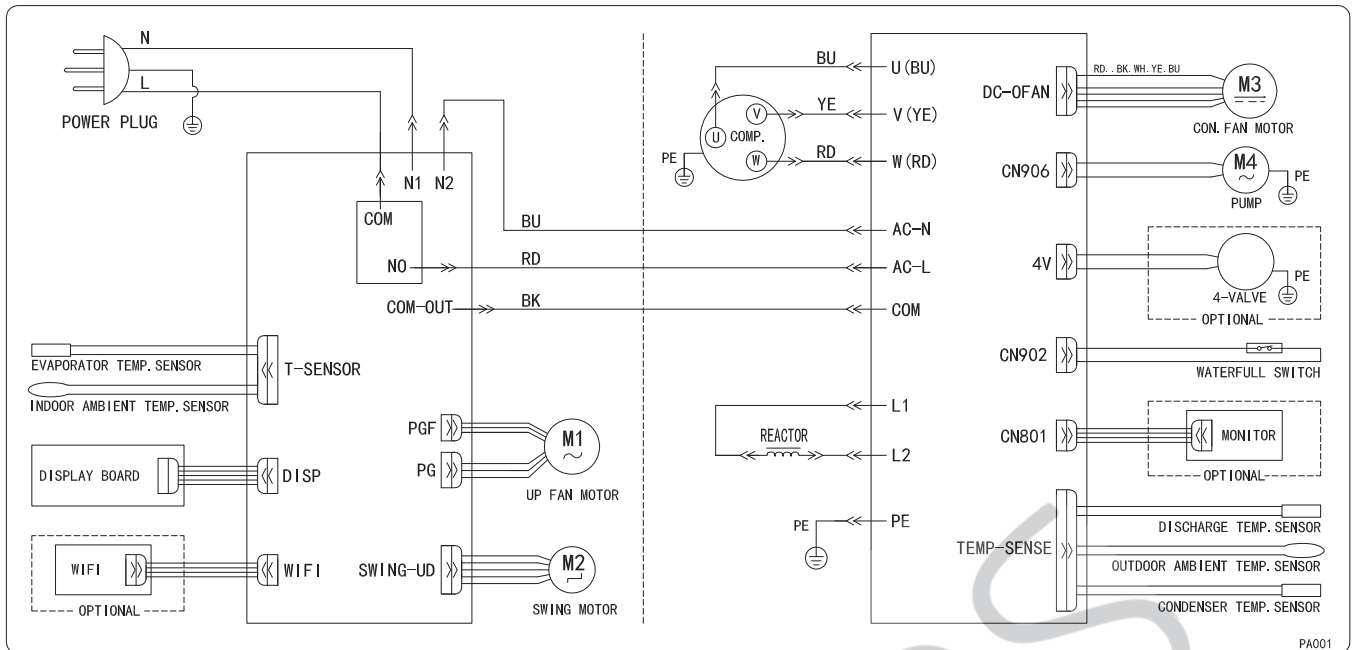 N
L
POWER PLUG
N1 N2
COM
NO
COM-OUT
BU
RD
BK
EVAPORATOR TEMP. SENSOR
INDOOR AMBIENT TEMP. SENSOR
T-SENSOR
DISPLAY BOARD
DISP
WIFI
WIFI
OPTIONAL
PGF
PG
M1
~
UP FAN MOTOR
SWING-UD
M2
SWING MOTOR
BU
U (BU)
YE
V (YE)
RD
W (RD)
V
U COMP.
W
PE
AC-N
AC-L
COM
L1
REACTOR
L2
PE
PE
DC-OFAN
RD. . BK. WH. YE. BU
M3
CON. FAN MOTOR
CN906
M4
~
PE
PUMP
4V
PE
4-VALVE
OPTIONAL
CN902
WATERFULL SWITCH
CN801
MONITOR
OPTIONAL
TEMP-SENSE
DISCHARGE TEMP. SENSOR
OUTDOOR AMBIENT TEMP. SENSOR
CONDENSER TEMP. SENSOR
PA001